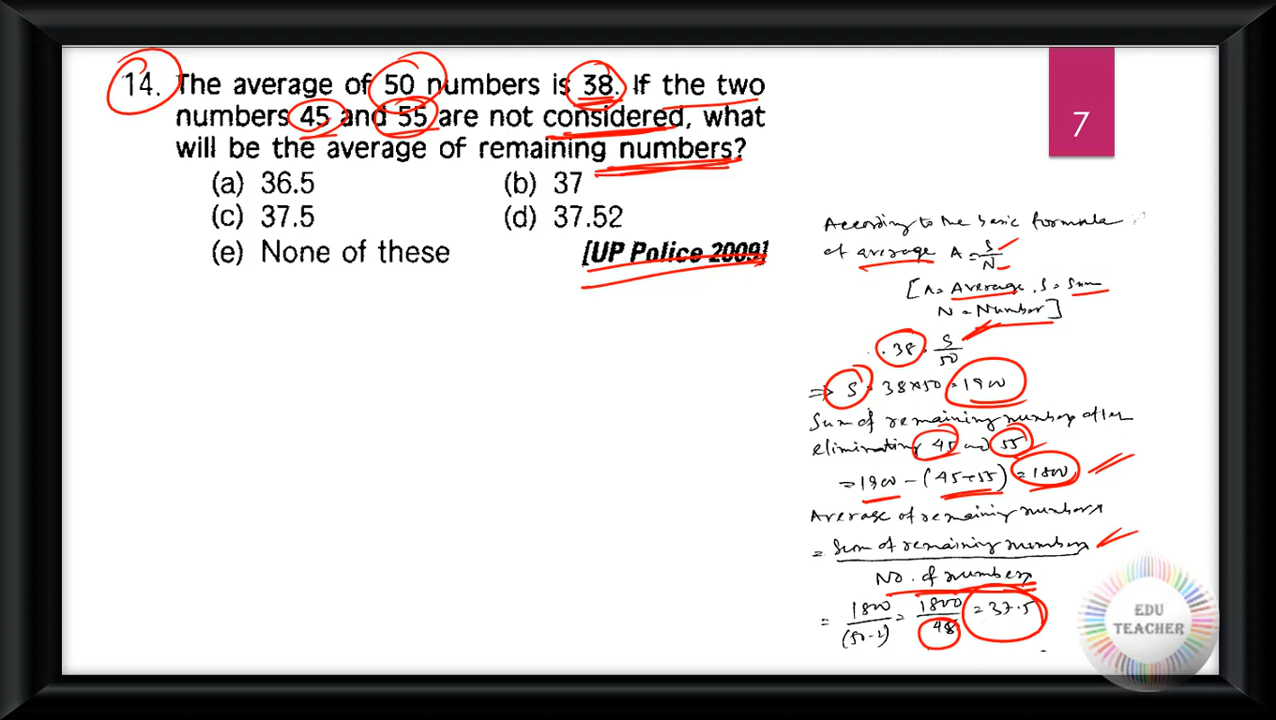 14. The average of 50 numbers is 38. If the two
numbers 45 and 55 are not considered, what
will be the average of remaining numbers?
(a) 36.5 (b) 37
(c) 37.5 (d) 37.52
(e) None of these [UP Police 2009]
7
According to the basic formula
of average A = S/N
[A = Average, S = Sum
N = Number]
38 = S/50
⇒ S = 38×50 = 1900
Sum of remaining numbers after
eliminating 45 and 55
= 1900 - (45+55) = 1800
Average of remaining numbers
= Sum of remaining numbers
No. of numbers
= 1800/(50-2) = 1800/48 = 37.5
EDU
TEACHER